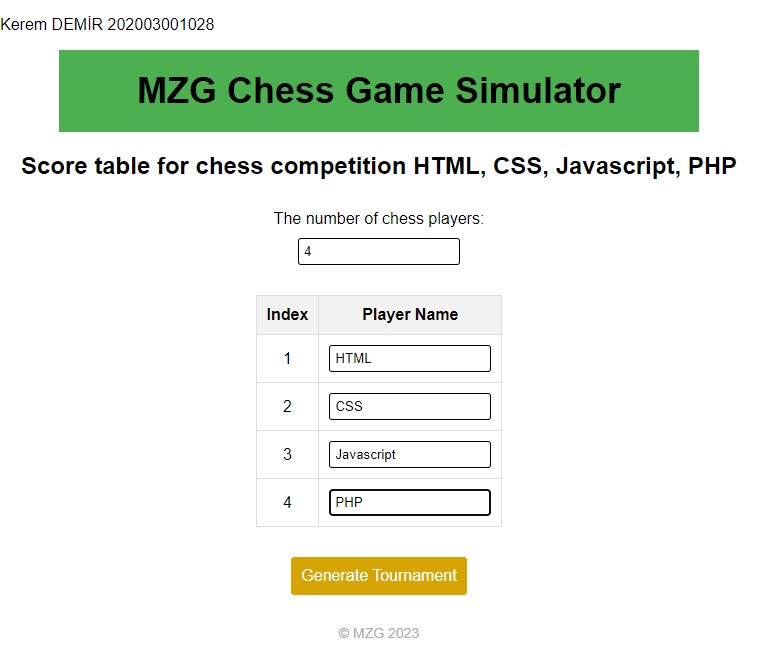 Kerem DEMİR 202003001028
MZG Chess Game Simulator
Score table for chess competition HTML, CSS, Javascript, PHP
The number of chess players:
4
Index Player Name
1 HTML
2 CSS
3 Javascript
4 PHP
Generate Tournament
© MZG 2023